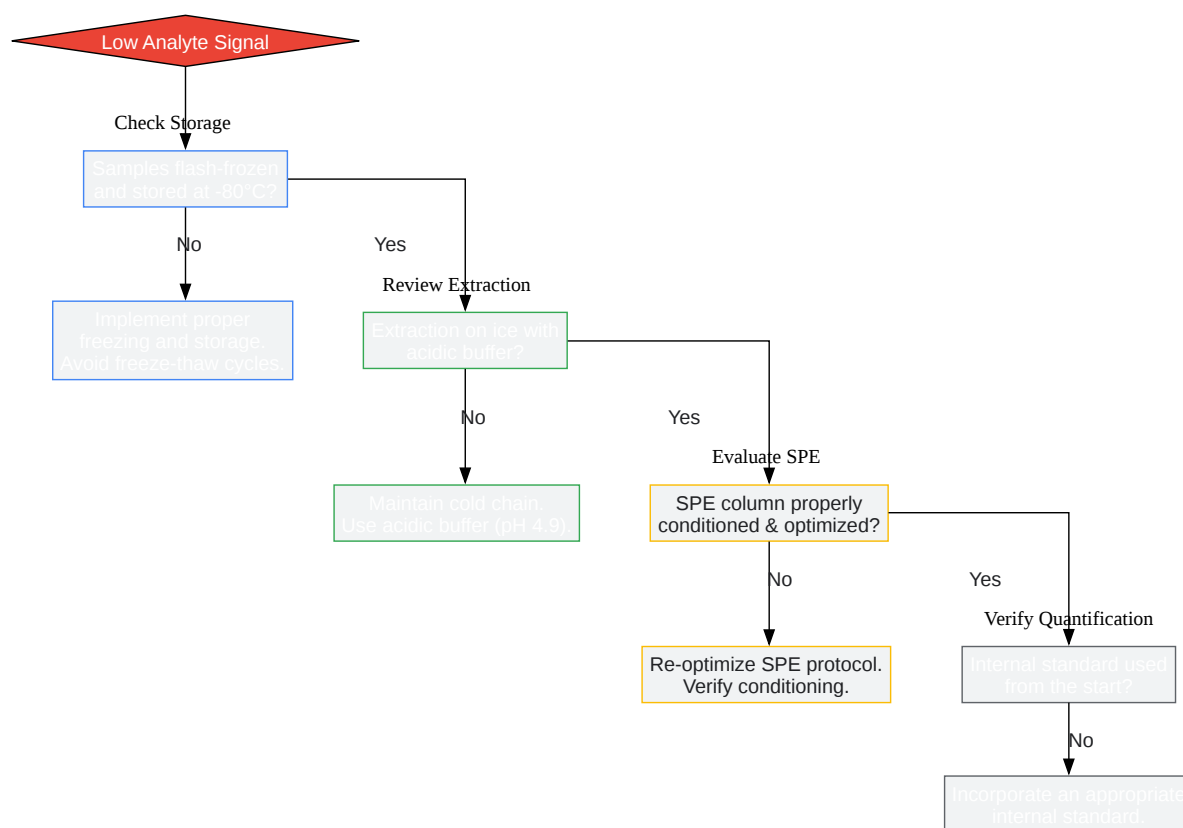 Low Analyte Signal
Check Storage
Samples flash-frozen
and stored at -80°C?
No
Yes
Implement proper
freezing and storage.
Avoid freeze-thaw cycles.
Review Extraction
Extraction on ice with
acidic buffer?
No
Yes
Maintain cold chain.
Use acidic buffer (pH 4.9).
Evaluate SPE
SPE column properly
conditioned & optimized?
No
Yes
Re-optimize SPE protocol.
Verify conditioning.
Verify Quantification
Internal standard used
from the start?
No
Incorporate an appropriate
internal standard.